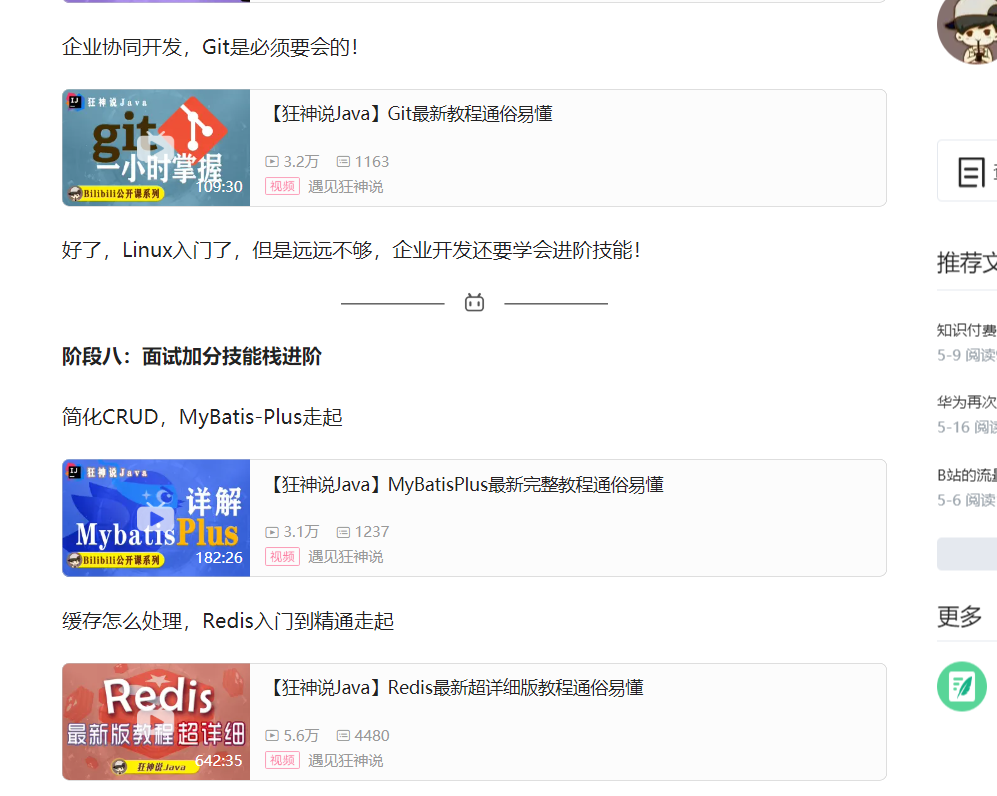 企业协同开发，Git是必须要会的！
狂神说Java
git
一小时掌握
Bilibili公开课系列
109:30
【狂神说Java】Git最新教程通俗易懂
3.2万 1163
视频 遇见狂神说
好了，Linux入门了，但是远远不够，企业开发还要学会进阶技能！
阶段八：面试加分技能栈进阶
简化CRUD，MyBatis-Plus走起
狂神说Java
详解
MybatisPlus
Bilibili公开课系列
182:26
【狂神说Java】MyBatisPlus最新完整教程通俗易懂
3.1万 1237
视频 遇见狂神说
缓存怎么处理，Redis入门到精通走起
Redis
最新版教程超详细
狂神说Java
642:35
【狂神说Java】Redis最新超详细版教程通俗易懂
5.6万 4480
视频 遇见狂神说
推荐文
知识付费
5-9 阅读
华为再次
5-16 阅读
B站的流量
5-6 阅读
更多